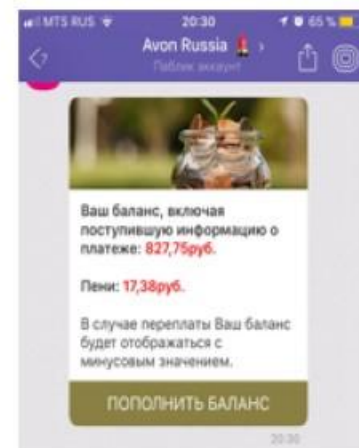 MTS RUS 20:30 65 %
Avon Russia
Паблик аккаунт
Ваш баланс, включая
поступившую информацию о
платеже: 827,75руб.
Пени: 17,38руб.
В случае переплаты Ваш баланс
будет отображаться с
минусовым значением.
ПОПОЛНИТЬ БАЛАНС
20:30